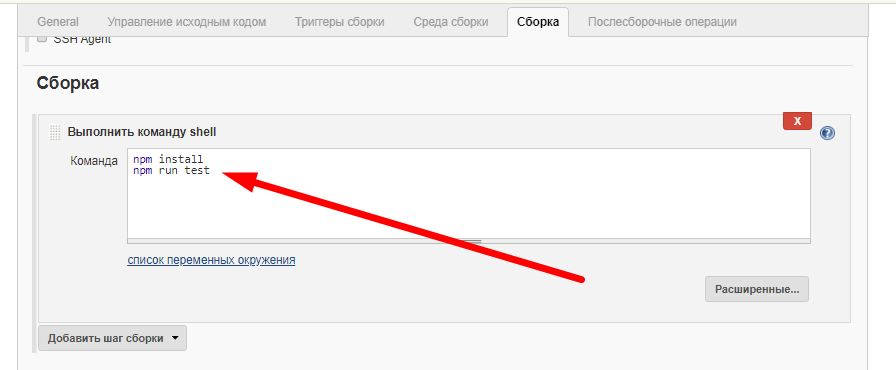 General Управление исходным кодом Триггеры сборки Среда сборки Сборка Послесборочные операции
SSH Agent
Сборка
Выполнить команду shell
X
?
Команда
npm install
npm run test
список переменных окружения
Расширенные...
Добавить шаг сборки